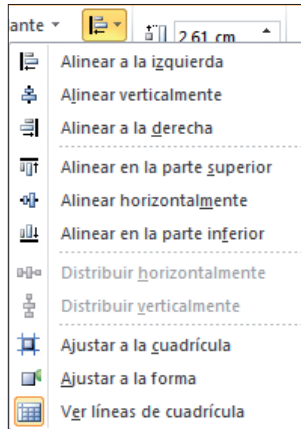 ante
2,61 cm
Alinear a la izquierda
Alinear verticalmente
Alinear a la derecha
Alinear en la parte superior
Alinear horizontalmente
Alinear en la parte inferior
Distribuir horizontalmente
Distribuir verticalmente
Ajustar a la cuadrícula
Ajustar a la forma
Ver líneas de cuadrícula